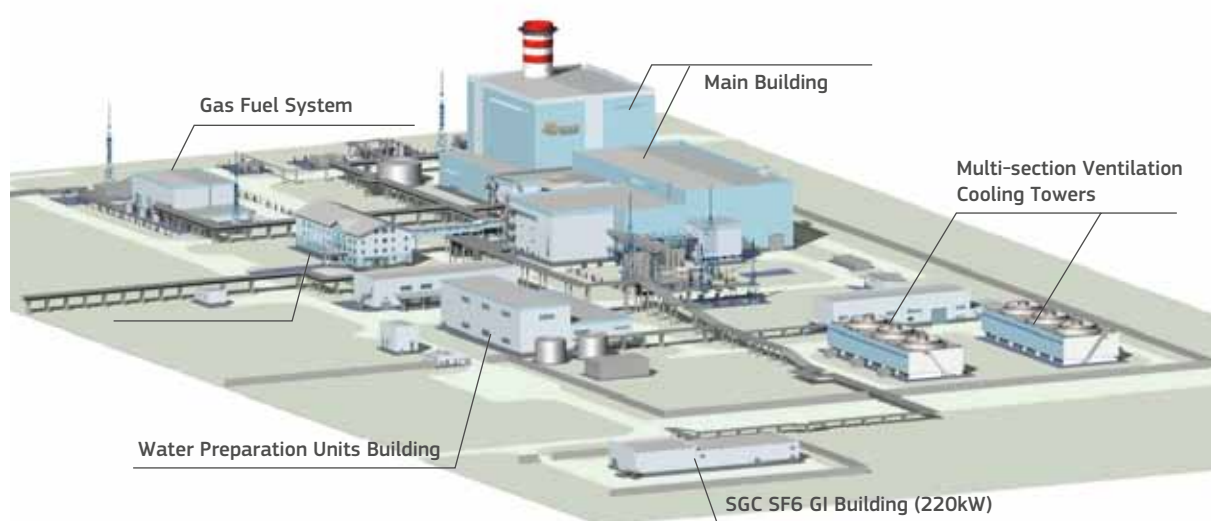 Gas Fuel System
Main Building
Multi-section Ventilation
Cooling Towers
Water Preparation Units Building
SGC SF6 GI Building (220kW)